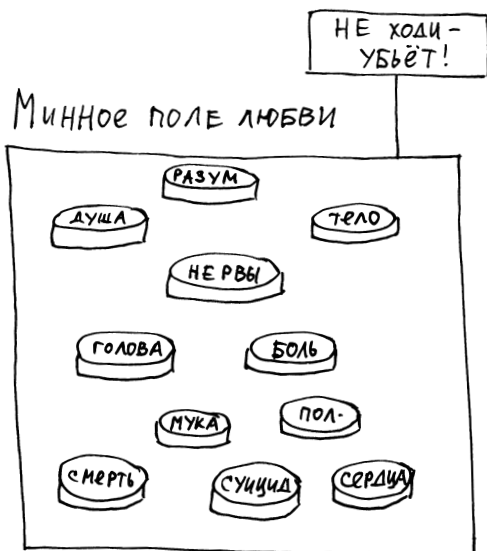 НЕ ХОДИ -
УБЬЁТ!
МИННОЕ ПОЛЕ ЛЮБВИ
РАЗУМ
ДУША
ТЕЛО
НЕРВЫ
ГОЛОВА
БОЛЬ
МУКА
ПОЛ-
СМЕРТЬ
СУИЦИД
СЕРДЦА